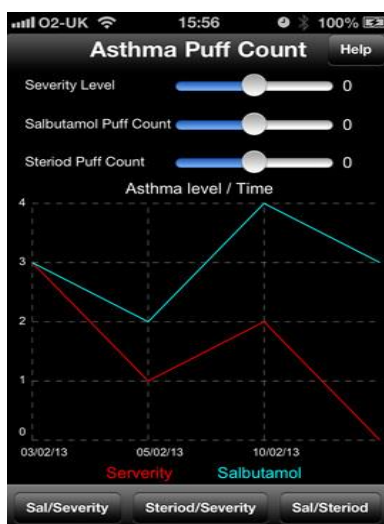 O2-UK 15:56 100%
Asthma Puff Count Help
Severity Level 0
Salbutamol Puff Count 0
Steriod Puff Count 0
Asthma level / Time
4
3
2
1
0
03/02/13 05/02/13 10/02/13
Serverity Salbutamol
Sal/Severity Steriod/Severity Sal/Steriod